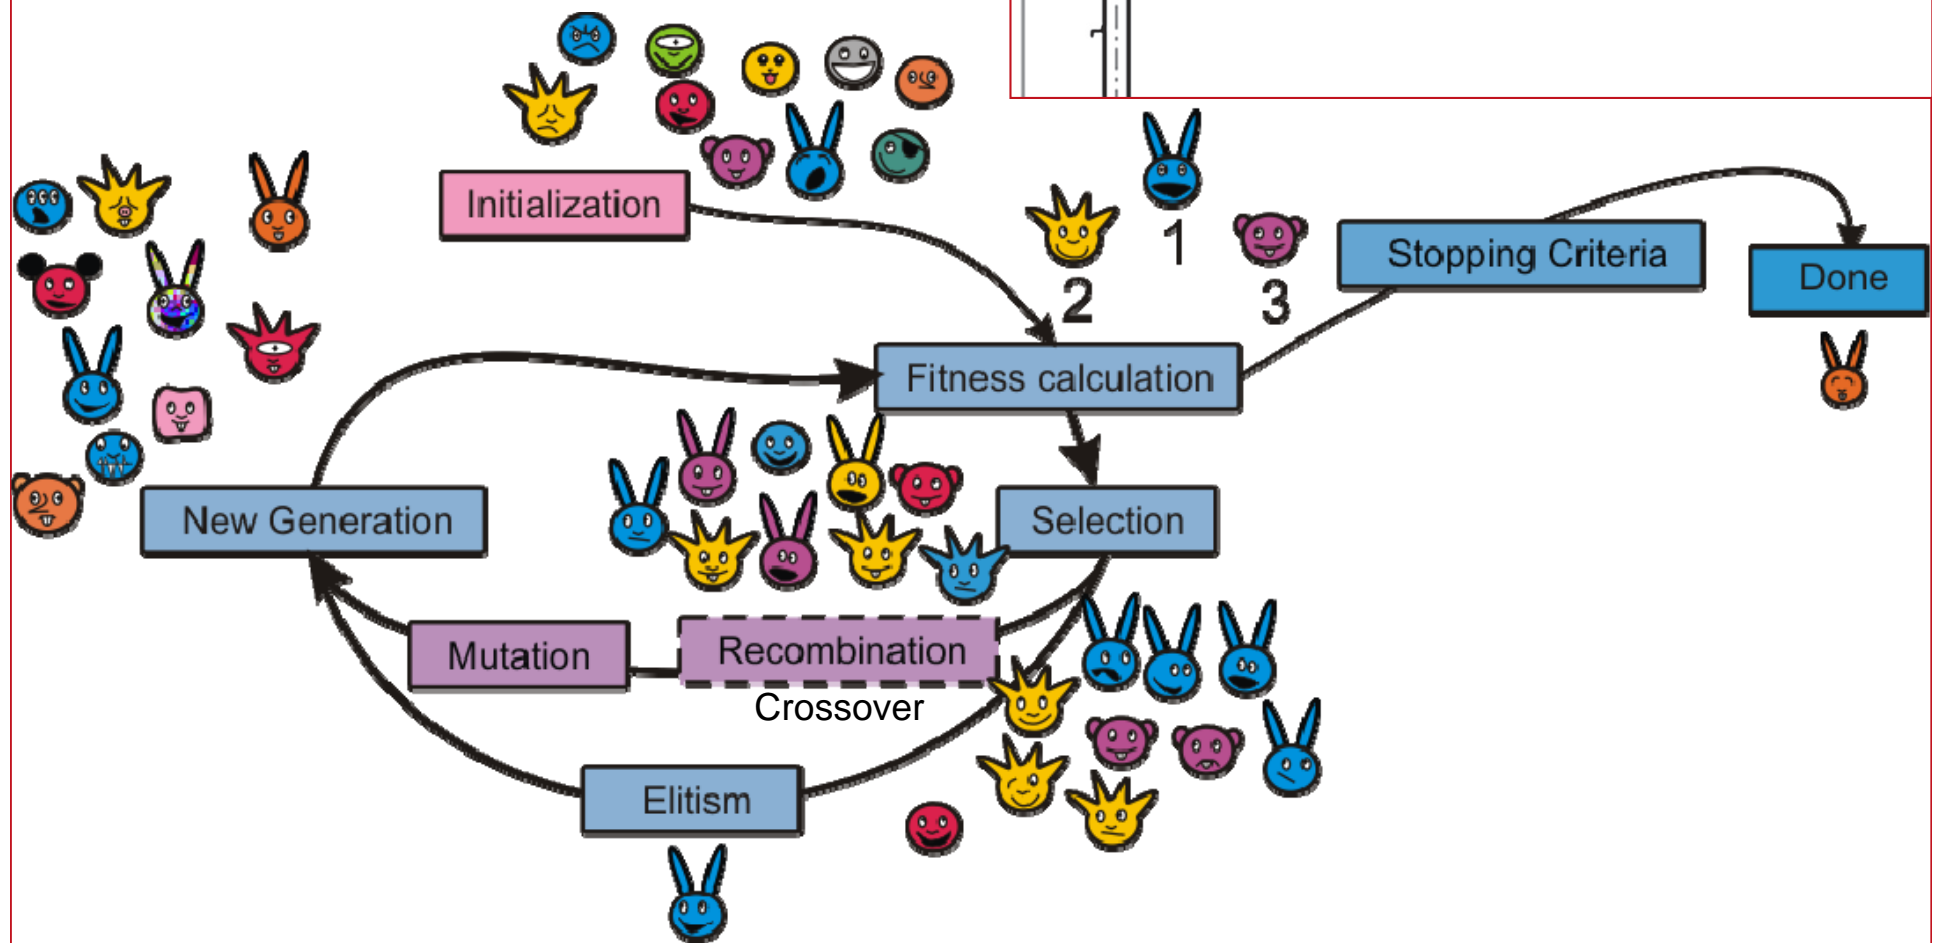 Initialization
1
2
3
Stopping Criteria
Done
Fitness calculation
New Generation
Selection
Mutation
Recombination
Crossover
Elitism